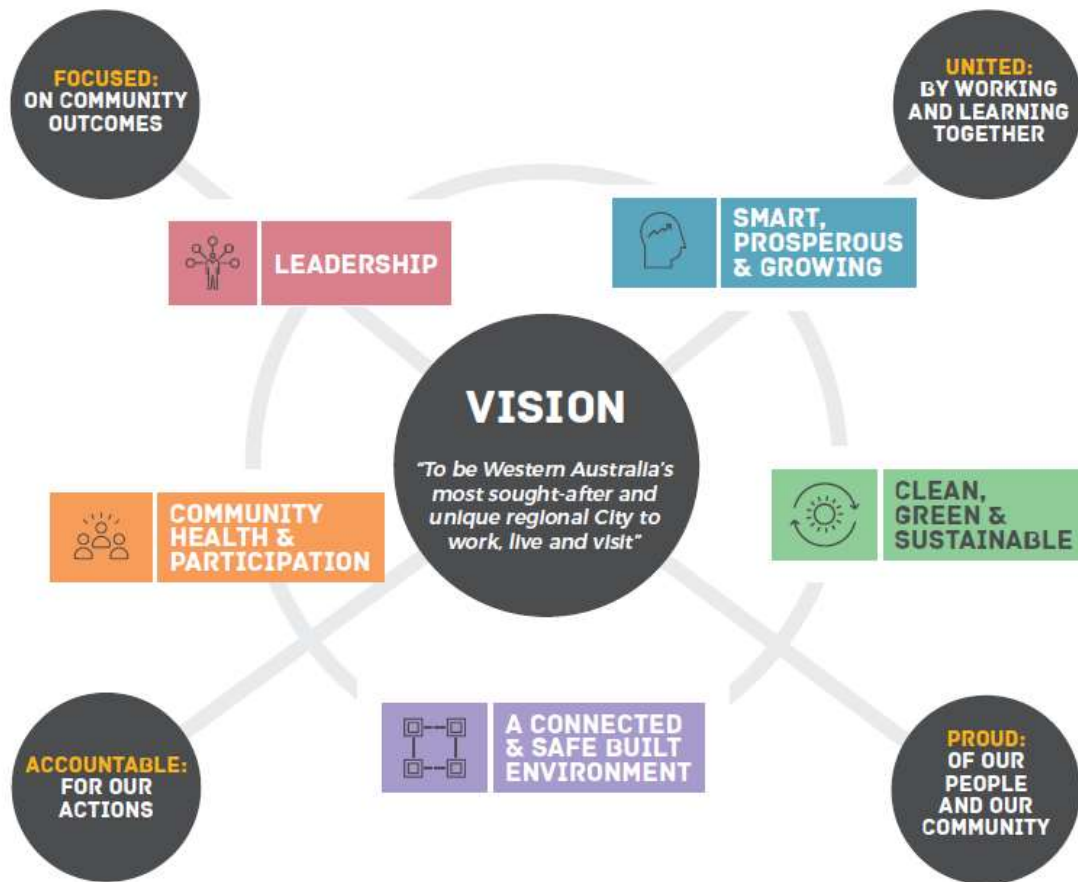 FOCUSED:
ON COMMUNITY
OUTCOMES
UNITED:
BY WORKING
AND LEARNING
TOGETHER
LEADERSHIP
SMART,
PROSPEROUS
& GROWING
VISION
"To be Western Australia's
most sought-after and
unique regional City to
work, live and visit"
COMMUNITY
HEALTH &
PARTICIPATION
CLEAN,
GREEN &
SUSTAINABLE
A CONNECTED
& SAFE BUILT
ENVIRONMENT
ACCOUNTABLE:
FOR OUR
ACTIONS
PROUD:
OF OUR
PEOPLE
AND OUR
COMMUNITY